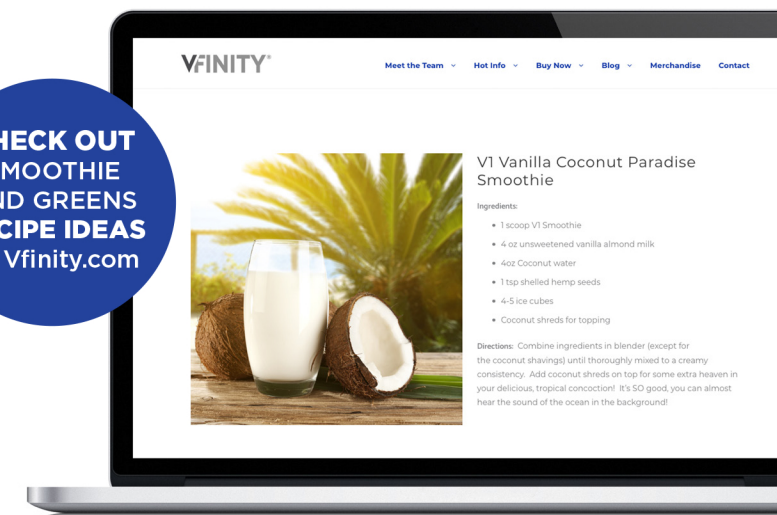 HECK OUT
MOOTHIE
ND GREENS
CIPE IDEAS
Vfinity.com
VFINITY®
Meet the Team
Hot Info
Buy Now
Blog
Merchandise
Contact
V1 Vanilla Coconut Paradise
Smoothie
Ingredients:
• 1 scoop V1 Smoothie
• 4 oz unsweetened vanilla almond milk
• 4oz Coconut water
• 1 tsp shelled hemp seeds
• 4-5 ice cubes
• Coconut shreds for topping
Directions: Combine ingredients in blender (except for
the coconut shavings) until thoroughly mixed to a creamy
consistency. Add coconut shreds on top for some extra heaven in
your delicious, tropical concoction! It's SO good, you can almost
hear the sound of the ocean in the background!